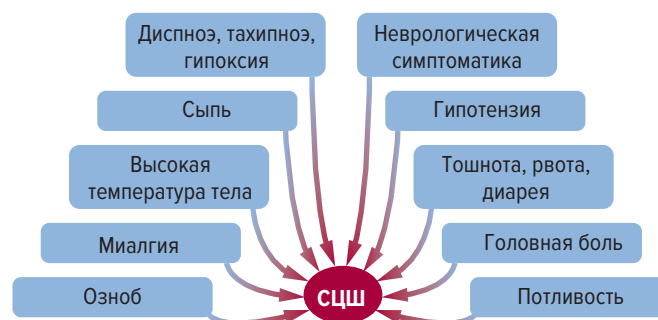 Диспноэ, тахипноэ,
гипоксия
Неврологическая
симптоматика
Сыпь
Гипотензия
Высокая
температура тела
Тошнота, рвота,
диарея
Миалгия
Головная боль
Озноб
СЦШ
Потливость